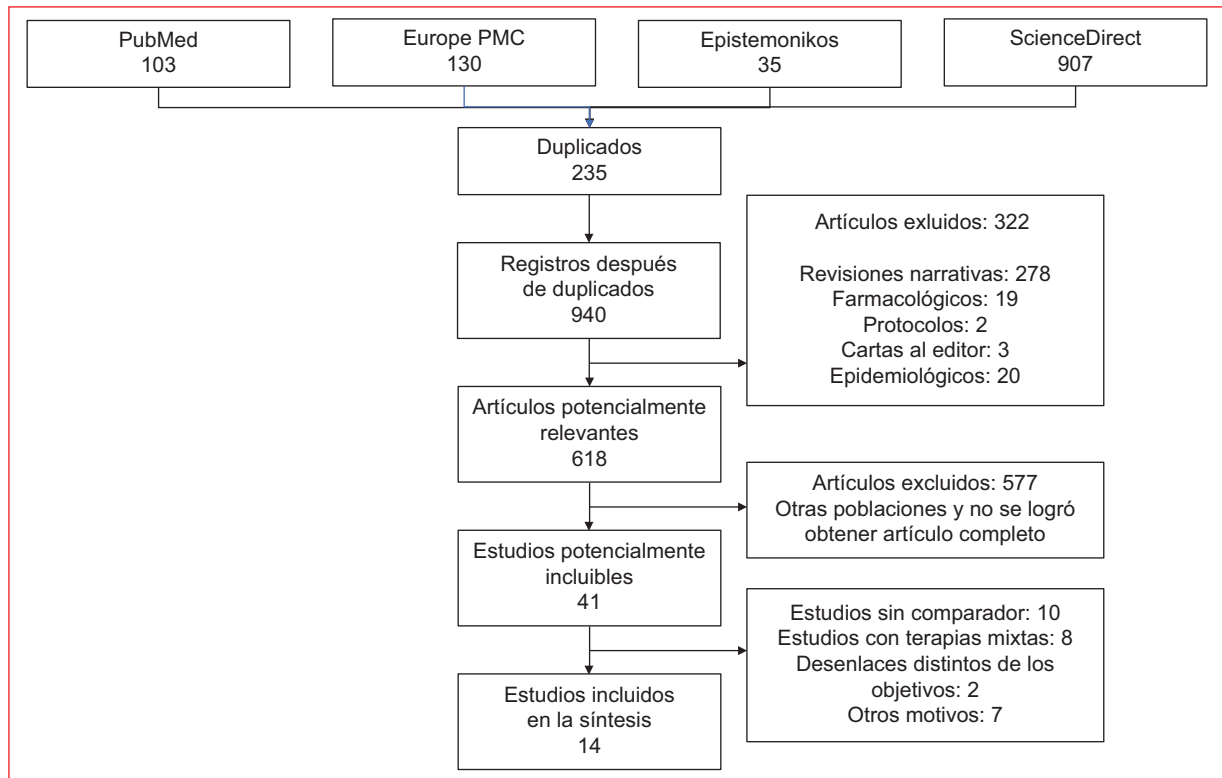 PubMed
103
Europe PMC
130
Epistemonikos
35
ScienceDirect
907
Duplicados
235
Registros después
de duplicados
940
Artículos exluidos: 322
Revisiones narrativas: 278
Farmacológicos: 19
Protocolos: 2
Cartas al editor: 3
Epidemiológicos: 20
Artículos potencialmente
relevantes
618
Artículos excluidos: 577
Otras poblaciones y no se logró
obtener artículo completo
Estudios potencialmente
incluibles
41
Estudios sin comparador: 10
Estudios con terapias mixtas: 8
Desenlaces distintos de los
objetivos: 2
Otros motivos: 7
Estudios incluidos
en la síntesis
14